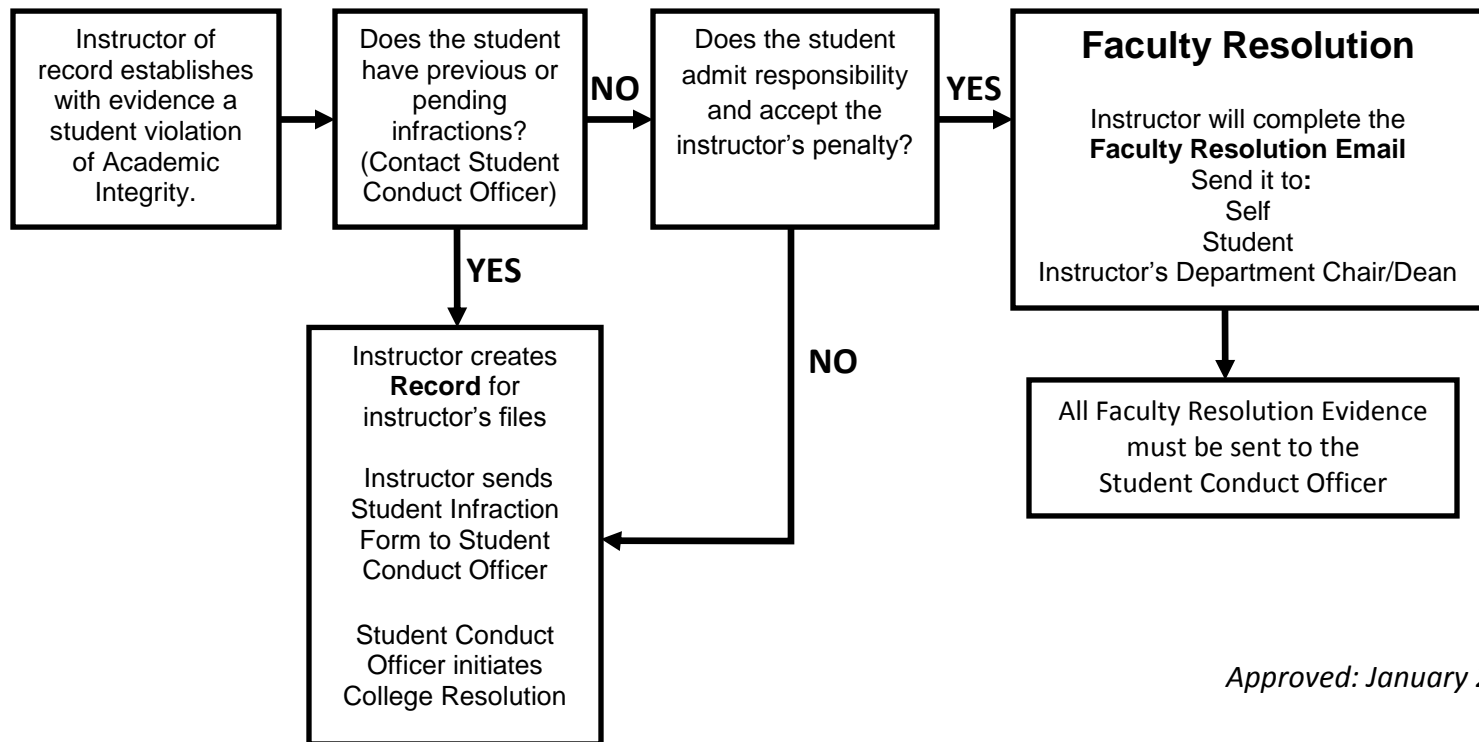 Instructor of
record establishes
with evidence a
student violation
of Academic
Integrity.
Does the student
have previous or
pending
infractions?
(Contact Student
Conduct Officer)
NO
Does the student
admit responsibility
and accept the
instructor’s penalty?
YES
Faculty Resolution
Instructor will complete the
Faculty Resolution Email
Send it to:
Self
Student
Instructor’s Department Chair/Dean
YES
NO
Instructor creates
Record for
instructor’s files
Instructor sends
Student Infraction
Form to Student
Conduct Officer
Student Conduct
Officer initiates
College Resolution
All Faculty Resolution Evidence
must be sent to the
Student Conduct Officer
Approved: January